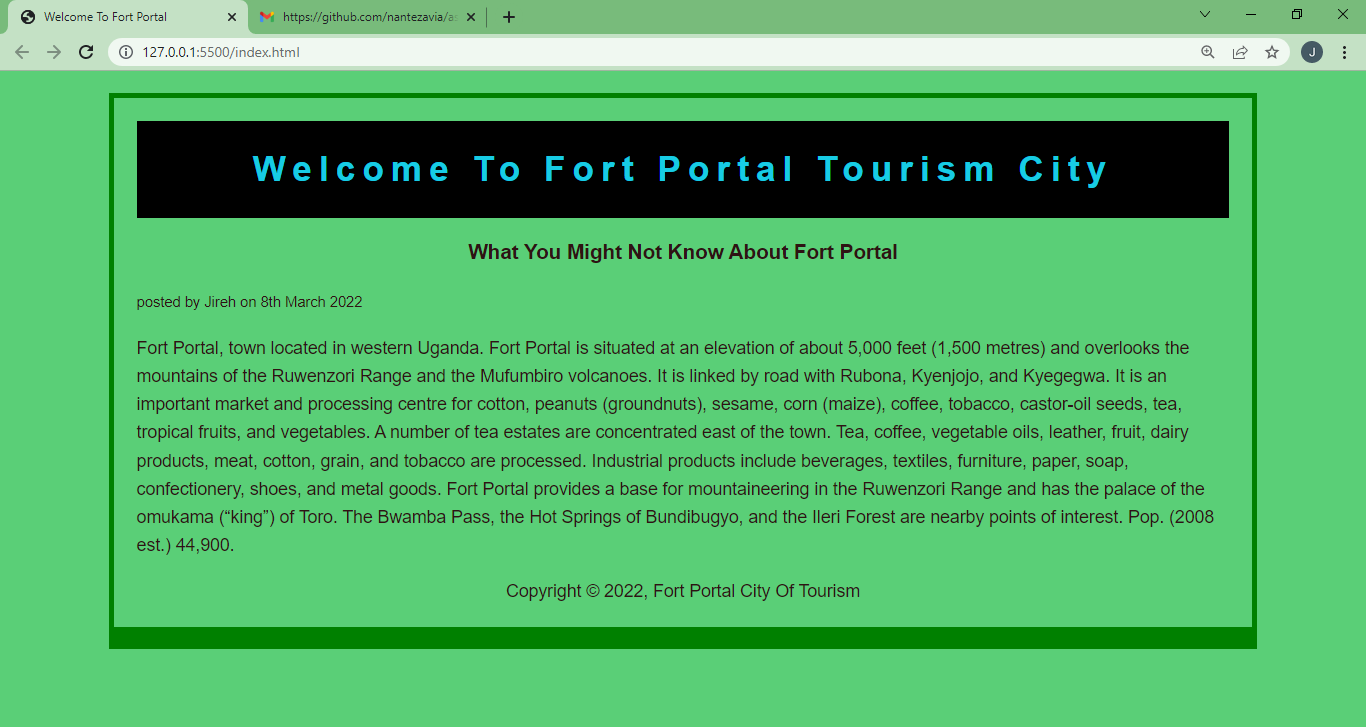 Welcome To Fort Portal
https://github.com/nantezavia/as
127.0.0.1:5500/index.html
J
Welcome To Fort Portal Tourism City
What You Might Not Know About Fort Portal
posted by Jireh on 8th March 2022
Fort Portal, town located in western Uganda. Fort Portal is situated at an elevation of about 5,000 feet (1,500 metres) and overlooks the
mountains of the Ruwenzori Range and the Mufumbiro volcanoes. It is linked by road with Rubona, Kyenjojo, and Kyegegwa. It is an
important market and processing centre for cotton, peanuts (groundnuts), sesame, corn (maize), coffee, tobacco, castor-oil seeds, tea,
tropical fruits, and vegetables. A number of tea estates are concentrated east of the town. Tea, coffee, vegetable oils, leather, fruit, dairy
products, meat, cotton, grain, and tobacco are processed. Industrial products include beverages, textiles, furniture, paper, soap,
confectionery, shoes, and metal goods. Fort Portal provides a base for mountaineering in the Ruwenzori Range and has the palace of the
omukama (“king”) of Toro. The Bwamba Pass, the Hot Springs of Bundibugyo, and the Ileri Forest are nearby points of interest. Pop. (2008
est.) 44,900.
Copyright © 2022, Fort Portal City Of Tourism